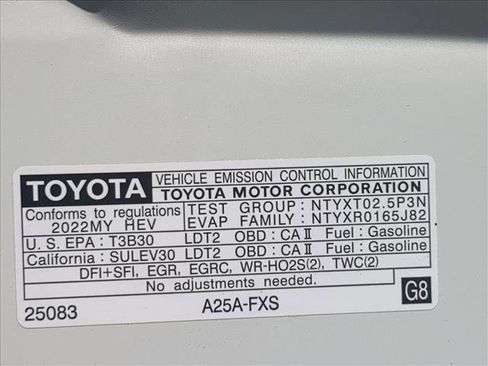 TOYOTA
VEHICLE EMISSION CONTROL INFORMATION
TOYOTA MOTOR CORPORATION
Conforms to regulations
2022MY HEV
TEST GROUP : NTYXT02.5P3N
EVAP FAMILY : NTYXR0165J82
U. S. EPA : T3B30 LDT2 OBD : CA II Fuel : Gasoline
California : SULEV30 LDT2 OBD : CA II Fuel : Gasoline
DFI+SFI, EGR, EGRC, WR-HO2S(2), TWC(2)
No adjustments needed.
25083 A25A-FXS G8